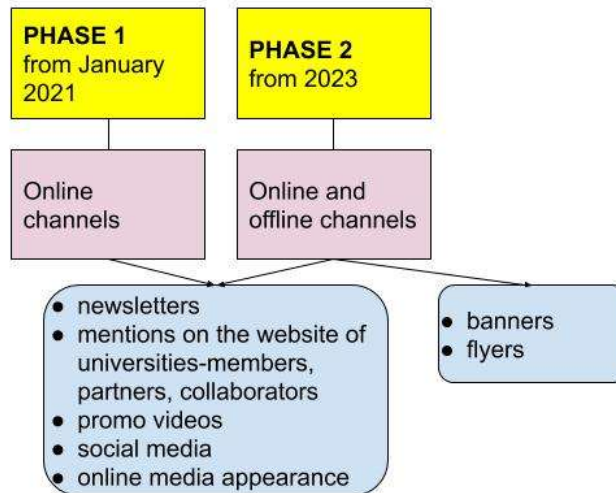 PHASE 1
from January
2021
PHASE 2
from 2023
Online
channels
Online and
offline channels
● newsletters
● mentions on the website of
universities-members,
partners, collaborators
● promo videos
● social media
● online media appearance
● banners
● flyers